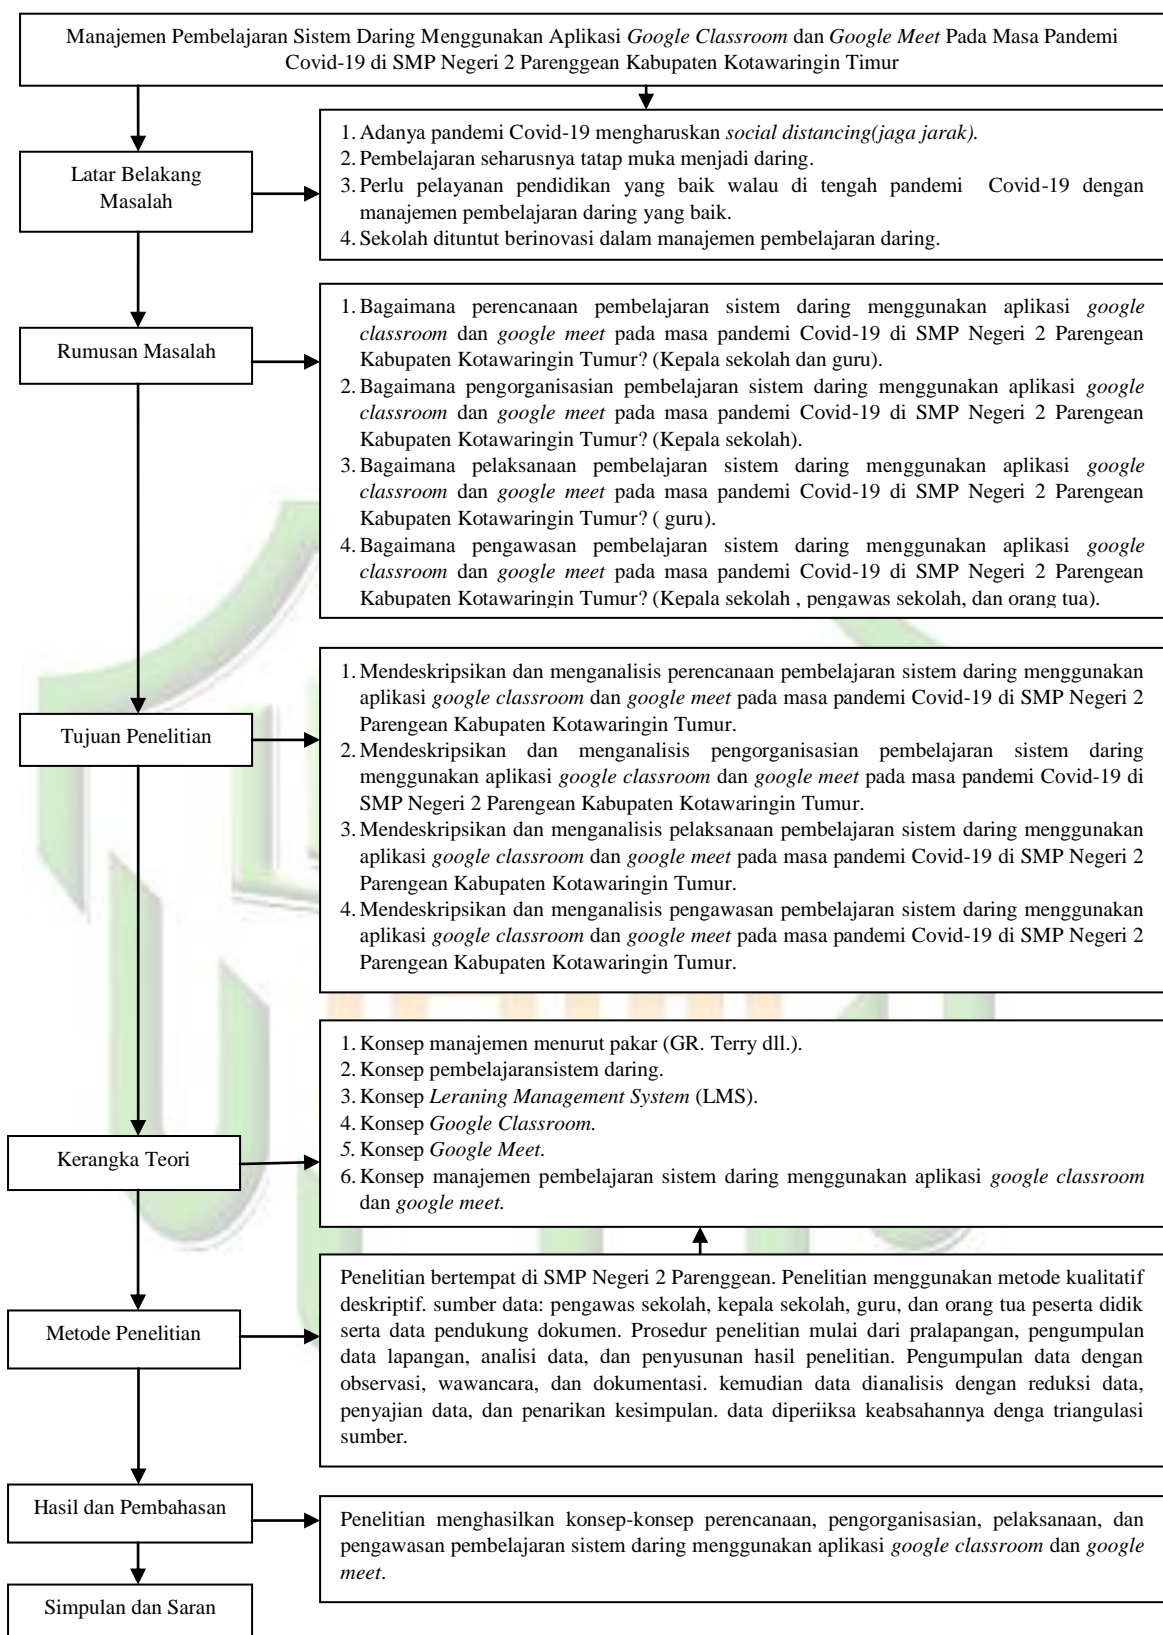 Manajemen Pembelajaran Sistem Daring Menggunakan Aplikasi Google Classroom dan Google Meet Pada Masa Pandemi
Covid-19 di SMP Negeri 2 Parenggean Kabupaten Kotawaringin Timur
Latar Belakang
Masalah
1. Adanya pandemi Covid-19 mengharuskan social distancing(jaga jarak).
2. Pembelajaran seharusnya tatap muka menjadi daring.
3. Perlu pelayanan pendidikan yang baik walau di tengah pandemi Covid-19 dengan
manajemen pembelajaran daring yang baik.
4. Sekolah dituntut berinovasi dalam manajemen pembelajaran daring.
Rumusan Masalah
1. Bagaimana perencanaan pembelajaran sistem daring menggunakan aplikasi google
classroom dan google meet pada masa pandemi Covid-19 di SMP Negeri 2 Parengean
Kabupaten Kotawaringin Tumur? (Kepala sekolah dan guru).
2. Bagaimana pengorganisasian pembelajaran sistem daring menggunakan aplikasi google
classroom dan google meet pada masa pandemi Covid-19 di SMP Negeri 2 Parengean
Kabupaten Kotawaringin Tumur? (Kepala sekolah).
3. Bagaimana pelaksanaan pembelajaran sistem daring menggunakan aplikasi google
classroom dan google meet pada masa pandemi Covid-19 di SMP Negeri 2 Parengean
Kabupaten Kotawaringin Tumur? ( guru).
4. Bagaimana pengawasan pembelajaran sistem daring menggunakan aplikasi google
classroom dan google meet pada masa pandemi Covid-19 di SMP Negeri 2 Parengean
Kabupaten Kotawaringin Tumur? (Kepala sekolah , pengawas sekolah, dan orang tua).
Tujuan Penelitian
1. Mendeskripsikan dan menganalisis perencanaan pembelajaran sistem daring menggunakan
aplikasi google classroom dan google meet pada masa pandemi Covid-19 di SMP Negeri 2
Parengean Kabupaten Kotawaringin Tumur.
2. Mendeskripsikan dan menganalisis pengorganisasian pembelajaran sistem daring
menggunakan aplikasi google classroom dan google meet pada masa pandemi Covid-19 di
SMP Negeri 2 Parengean Kabupaten Kotawaringin Tumur.
3. Mendeskripsikan dan menganalisis pelaksanaan pembelajaran sistem daring menggunakan
aplikasi google classroom dan google meet pada masa pandemi Covid-19 di SMP Negeri 2
Parengean Kabupaten Kotawaringin Tumur.
4. Mendeskripsikan dan menganalisis pengawasan pembelajaran sistem daring menggunakan
aplikasi google classroom dan google meet pada masa pandemi Covid-19 di SMP Negeri 2
Parengean Kabupaten Kotawaringin Tumur.
Kerangka Teori
1. Konsep manajemen menurut pakar (GR. Terry dll.).
2. Konsep pembelajaransistem daring.
3. Konsep Leraning Management System (LMS).
4. Konsep Google Classroom.
5. Konsep Google Meet.
6. Konsep manajemen pembelajaran sistem daring menggunakan aplikasi google classroom
dan google meet.
Metode Penelitian
Penelitian bertempat di SMP Negeri 2 Parenggean. Penelitian menggunakan metode kualitatif
deskriptif. sumber data: pengawas sekolah, kepala sekolah, guru, dan orang tua peserta didik
serta data pendukung dokumen. Prosedur penelitian mulai dari pralapangan, pengumpulan
data lapangan, analisi data, dan penyusunan hasil penelitian. Pengumpulan data dengan
observasi, wawancara, dan dokumentasi. kemudian data dianalisis dengan reduksi data,
penyajian data, dan penarikan kesimpulan. data diperiiksa keabsahannya denga triangulasi
sumber.
Hasil dan Pembahasan
Penelitian menghasilkan konsep-konsep perencanaan, pengorganisasian, pelaksanaan, dan
pengawasan pembelajaran sistem daring menggunakan aplikasi google classroom dan google
meet.
Simpulan dan Saran